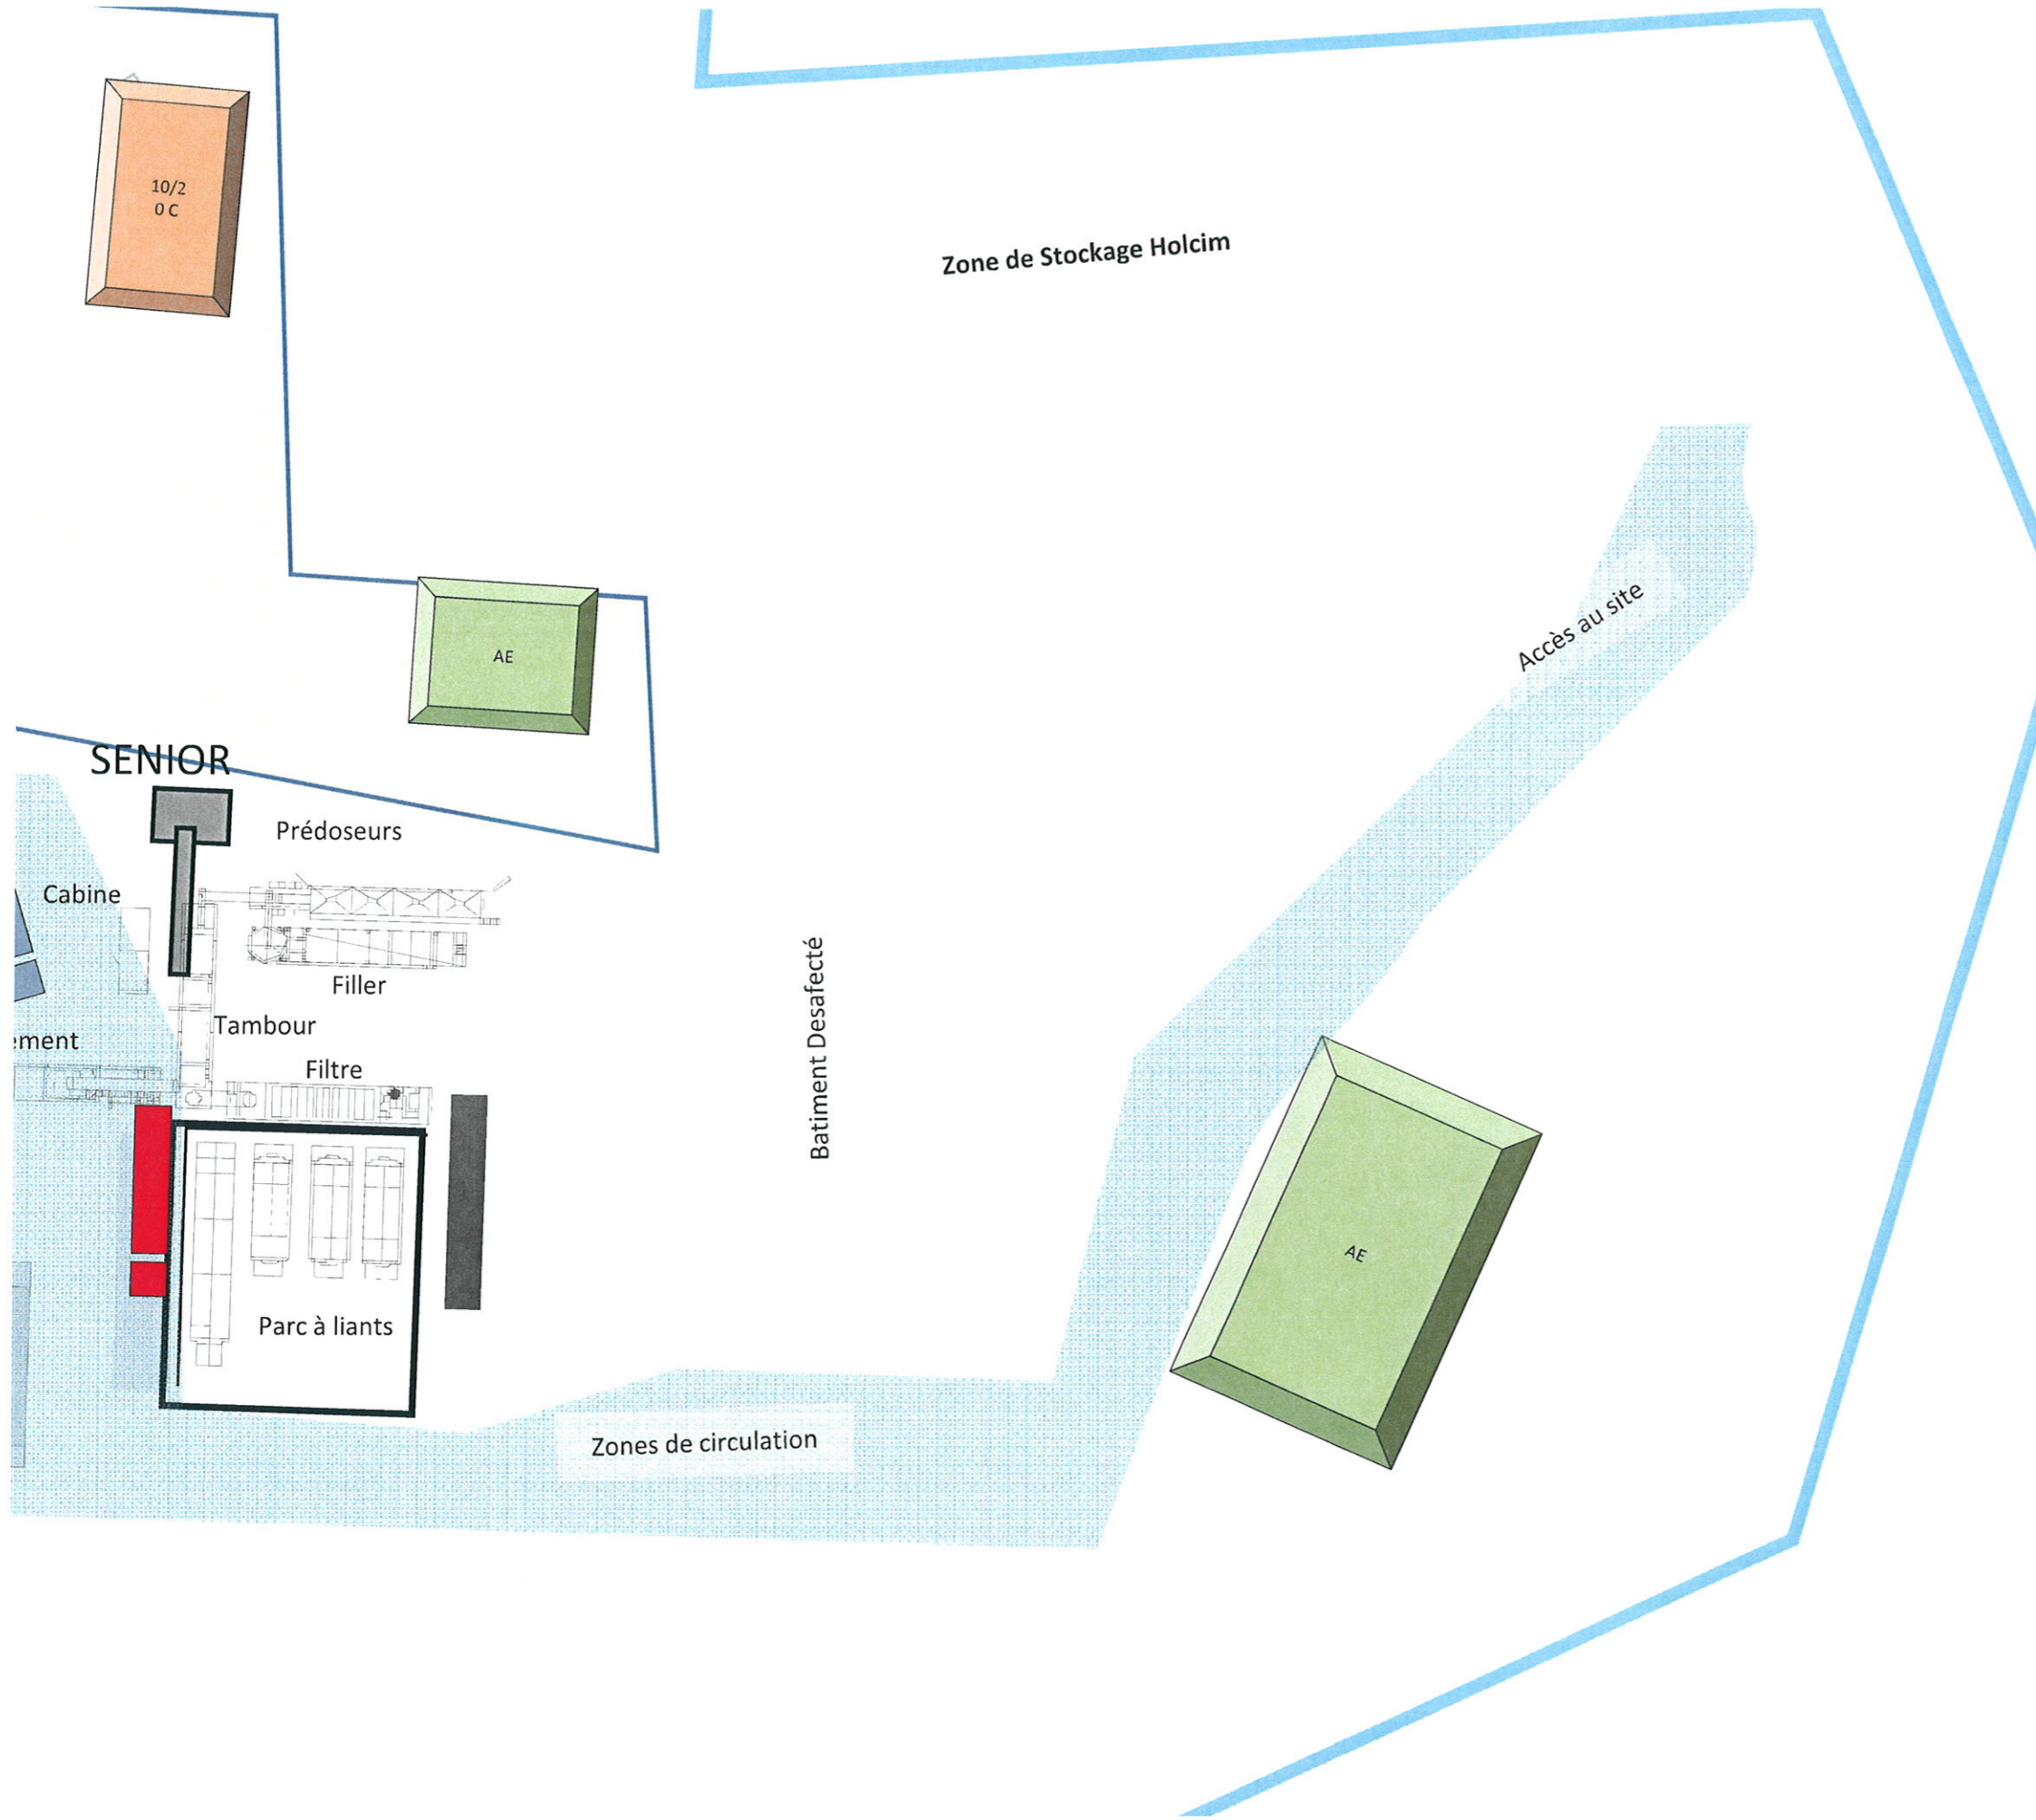 10/2
0 C
Zone de Stockage Holcim
Accès au site
AE
SENIOR
Prédoseurs
Cabine
Filler
Tambour
ement
Filtre
Batiment Desafecté
AE
Parc à liants
Zones de circulation